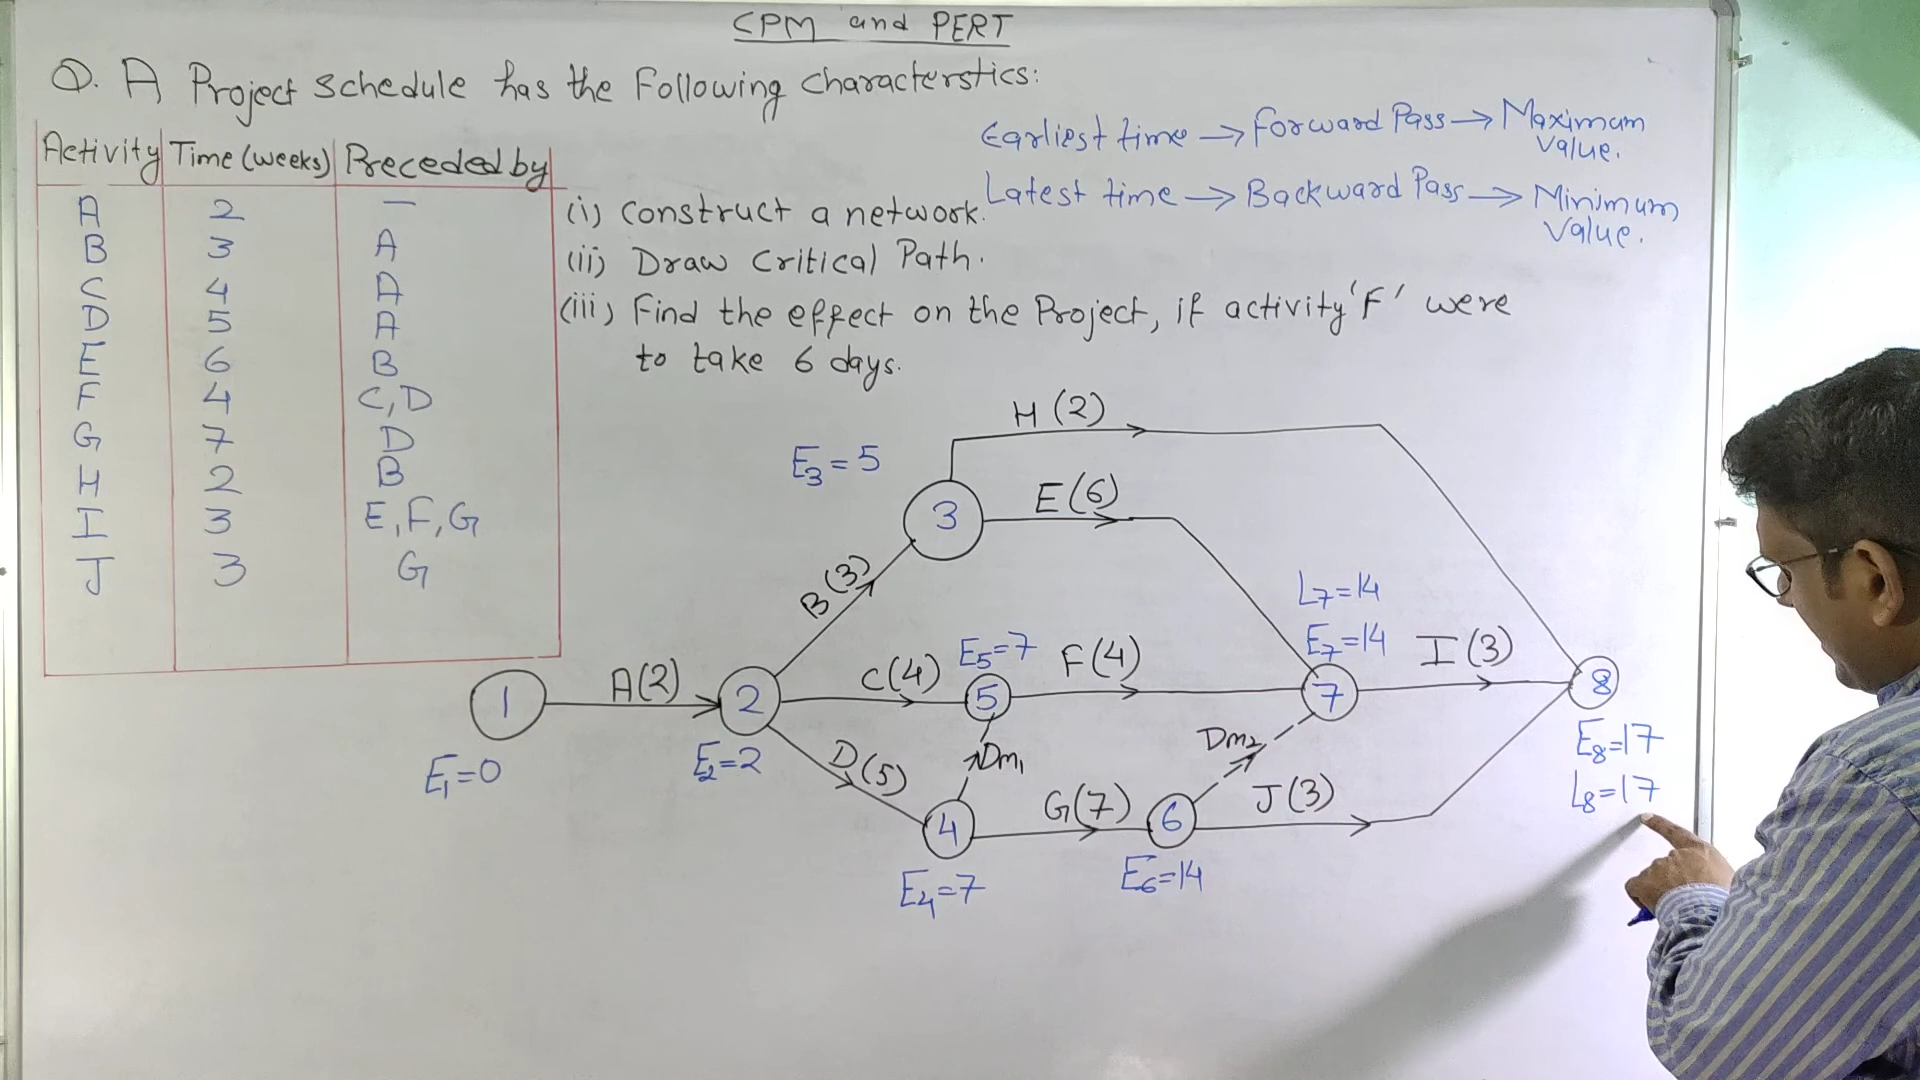 CPM and PERT
Q. A Project schedule has the following characterstics:
Activity Time (weeks) Preceded by
A 2 —
B 3 A
C 4 A
D 5 A
E 6 B
F 4 C, D
G 7 D
H 2 B
I 3 E, F, G
J 3 G
Earliest time → Forward Pass → Maximum
Value.
Latest time → Backward Pass → Minimum
Value.
(i) Construct a network.
(ii) Draw Critical Path.
(iii) Find the effect on the Project, if activity 'F' were
to take 6 days.
H (2)
E₃ = 5
3
E (6)
B (3)
L₇=14
E₇=14
I (3)
A(2)
C(4)
E₅=7
F(4)
1
2
5
7
8
E₁=0
E₂=2
D(5)
Dm₁
Dm₂
E₈=17
L₈=17
4
G(7)
6
J(3)
E₄=7
E₆=14